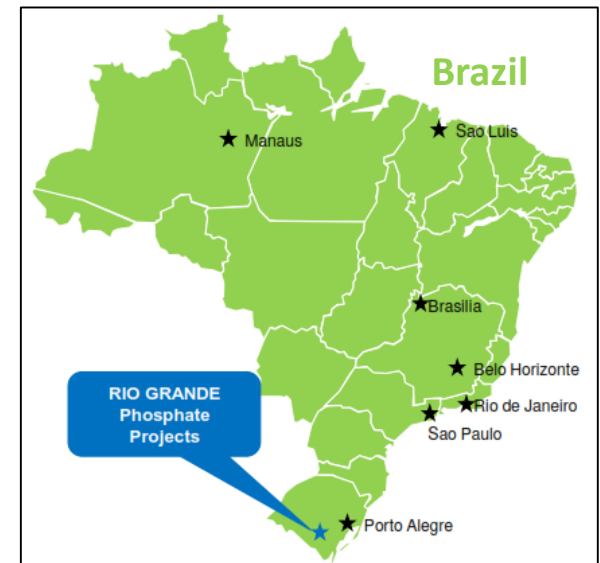 Brazil
Sao Luis
Manaus
Brasilia
Belo Horizonte
RIO GRANDE
Phosphate
Projects
Rio de Janeiro
Sao Paulo
Porto Alegre